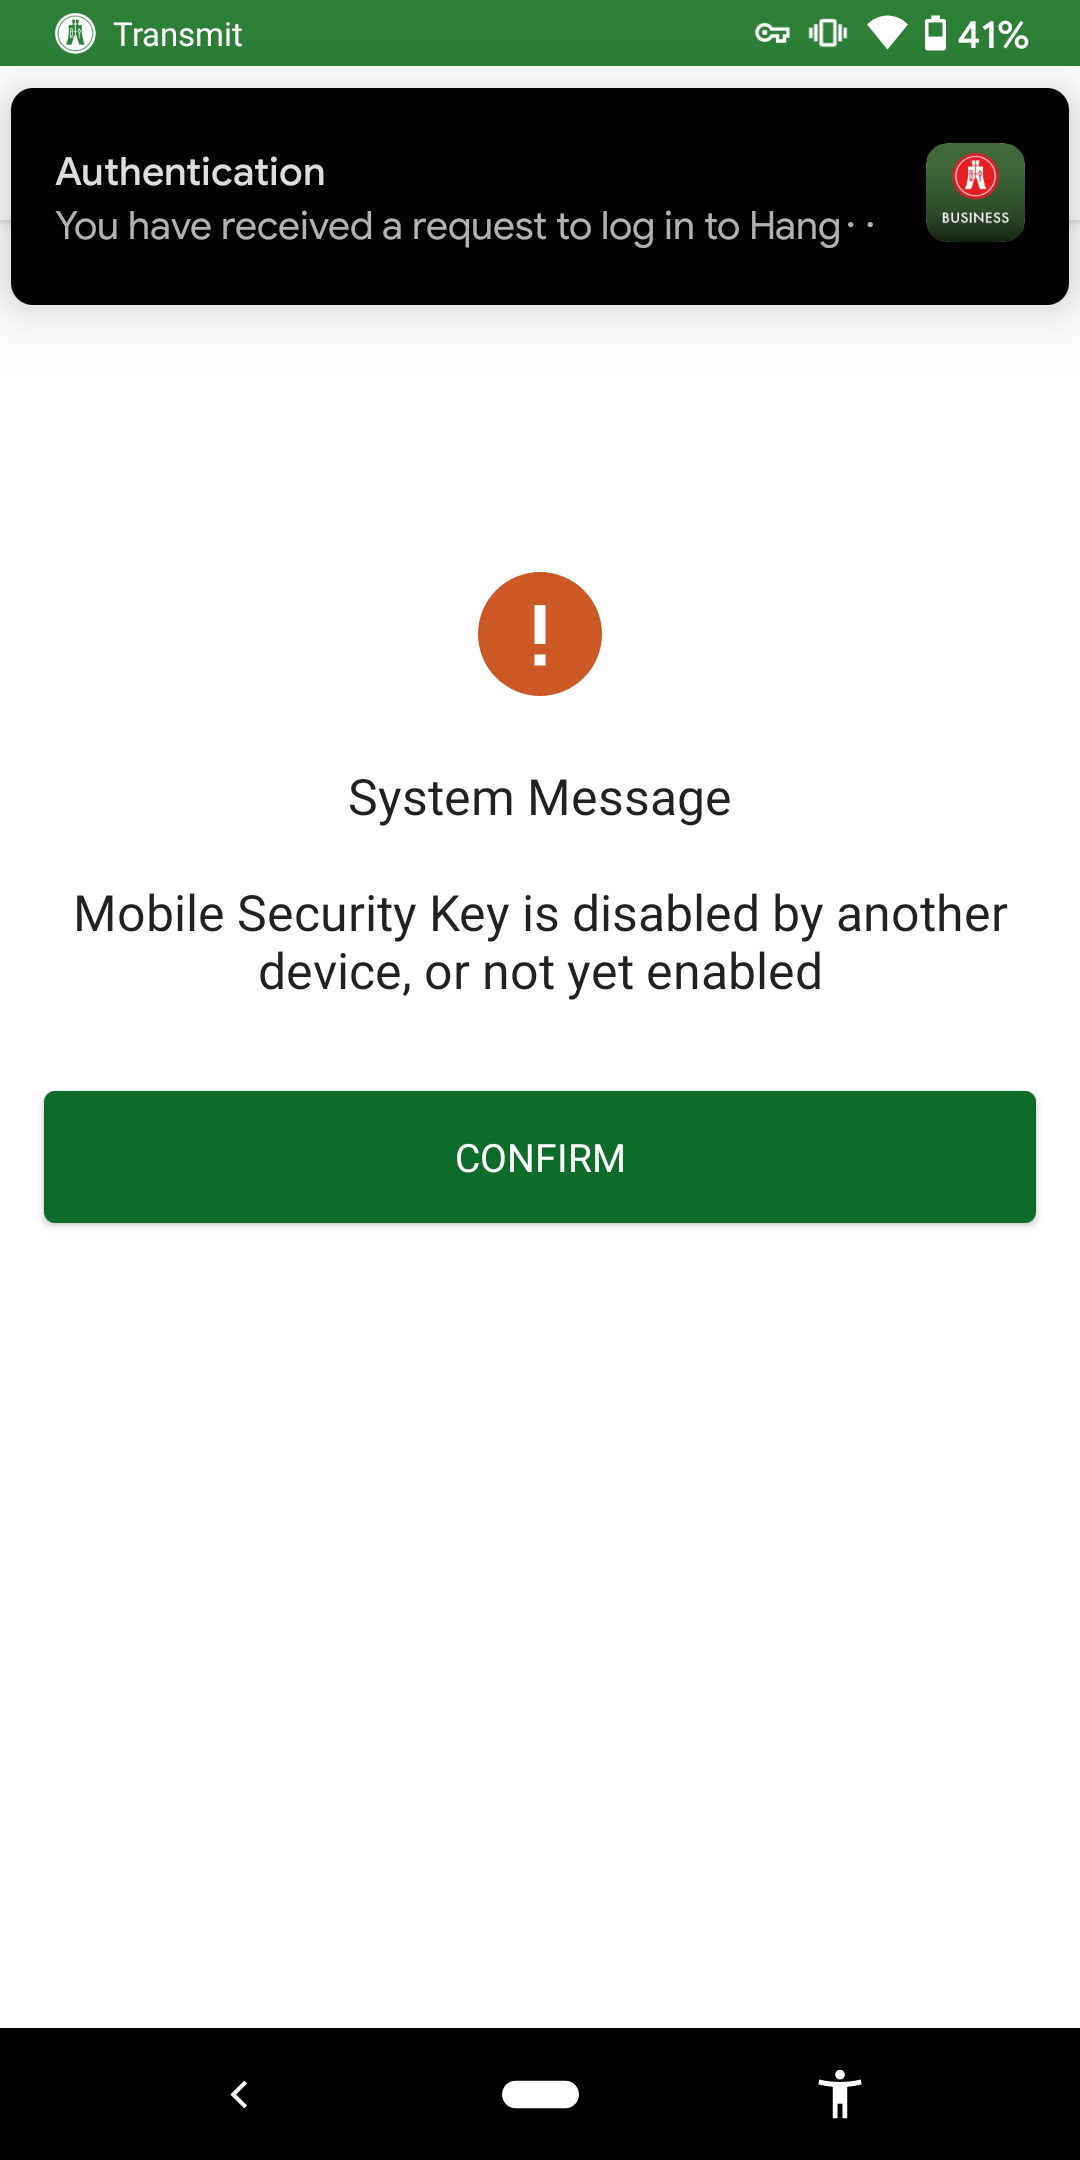 Transmit
41%
Authentication
You have received a request to log in to Hang··
BUSINESS
System Message
Mobile Security Key is disabled by another
device, or not yet enabled
CONFIRM